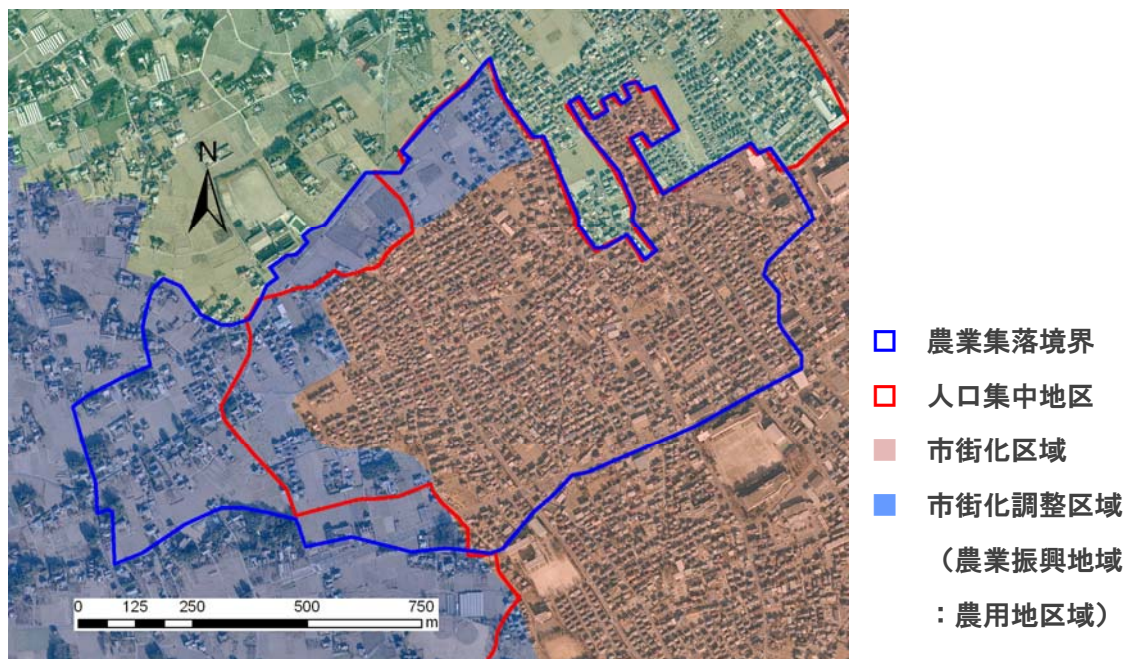 N
0 125 250 500 750
m
農業集落境界
人口集中地区
市街化区域
市街化調整区域
（農業振興地域
：農用地区域）